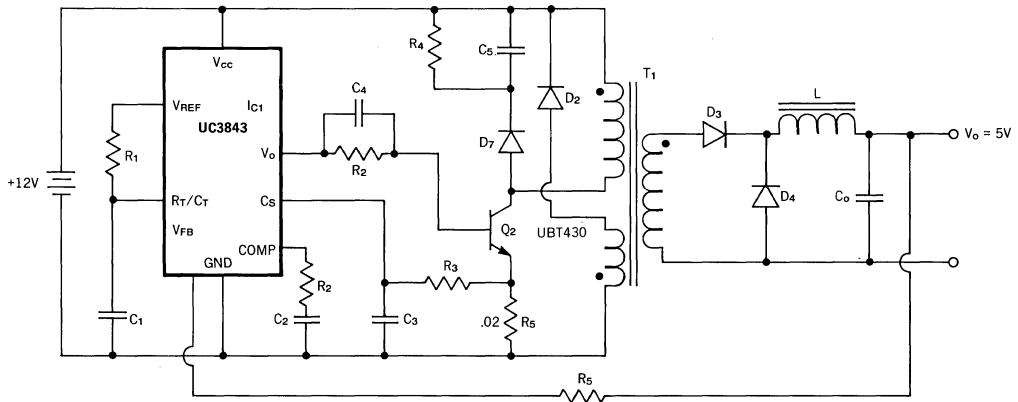 R4
C5
D2
T1
VCC
C4
L
D3
VREF
IC1
UC3843
Vo = 5V
R1
D7
Vo
R2
+12V
D4
Co
RT/CT
CS
Q2
UBT430
VFB
COMP
GND
R2
R3
C1
C2
C3
.02
R5
R5